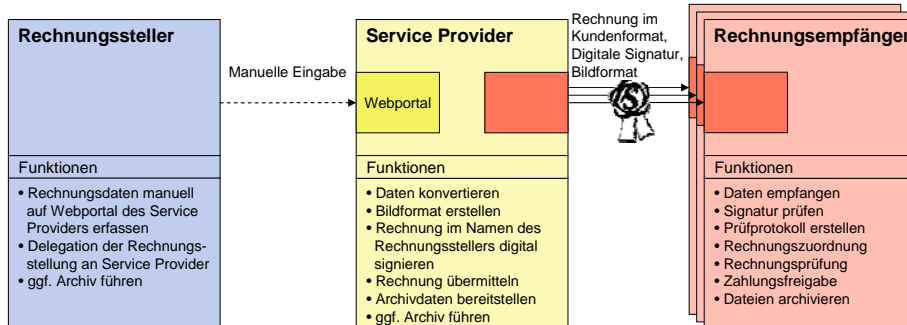 Rechnungssteller
Manuelle Eingabe
Service Provider
Webportal
Rechnung im
Kundenformat,
Digitale Signatur,
Bildformat
Rechnungsempfänger
Funktionen
• Rechnungsdaten manuell
auf Webportal des Service
Providers erfassen
• Delegation der Rechnungs-
stellung an Service Provider
• ggf. Archiv führen
Funktionen
• Daten konvertieren
• Bildformat erstellen
• Rechnung im Namen des
Rechnungsstellers digital
signieren
• Rechnung übermitteln
• Archivdaten bereitstellen
• ggf. Archiv führen
Funktionen
• Daten empfangen
• Signatur prüfen
• Prüfprotokoll erstellen
• Rechnungszuordnung
• Rechnungsprüfung
• Zahlungsfreigabe
• Dateien archivieren